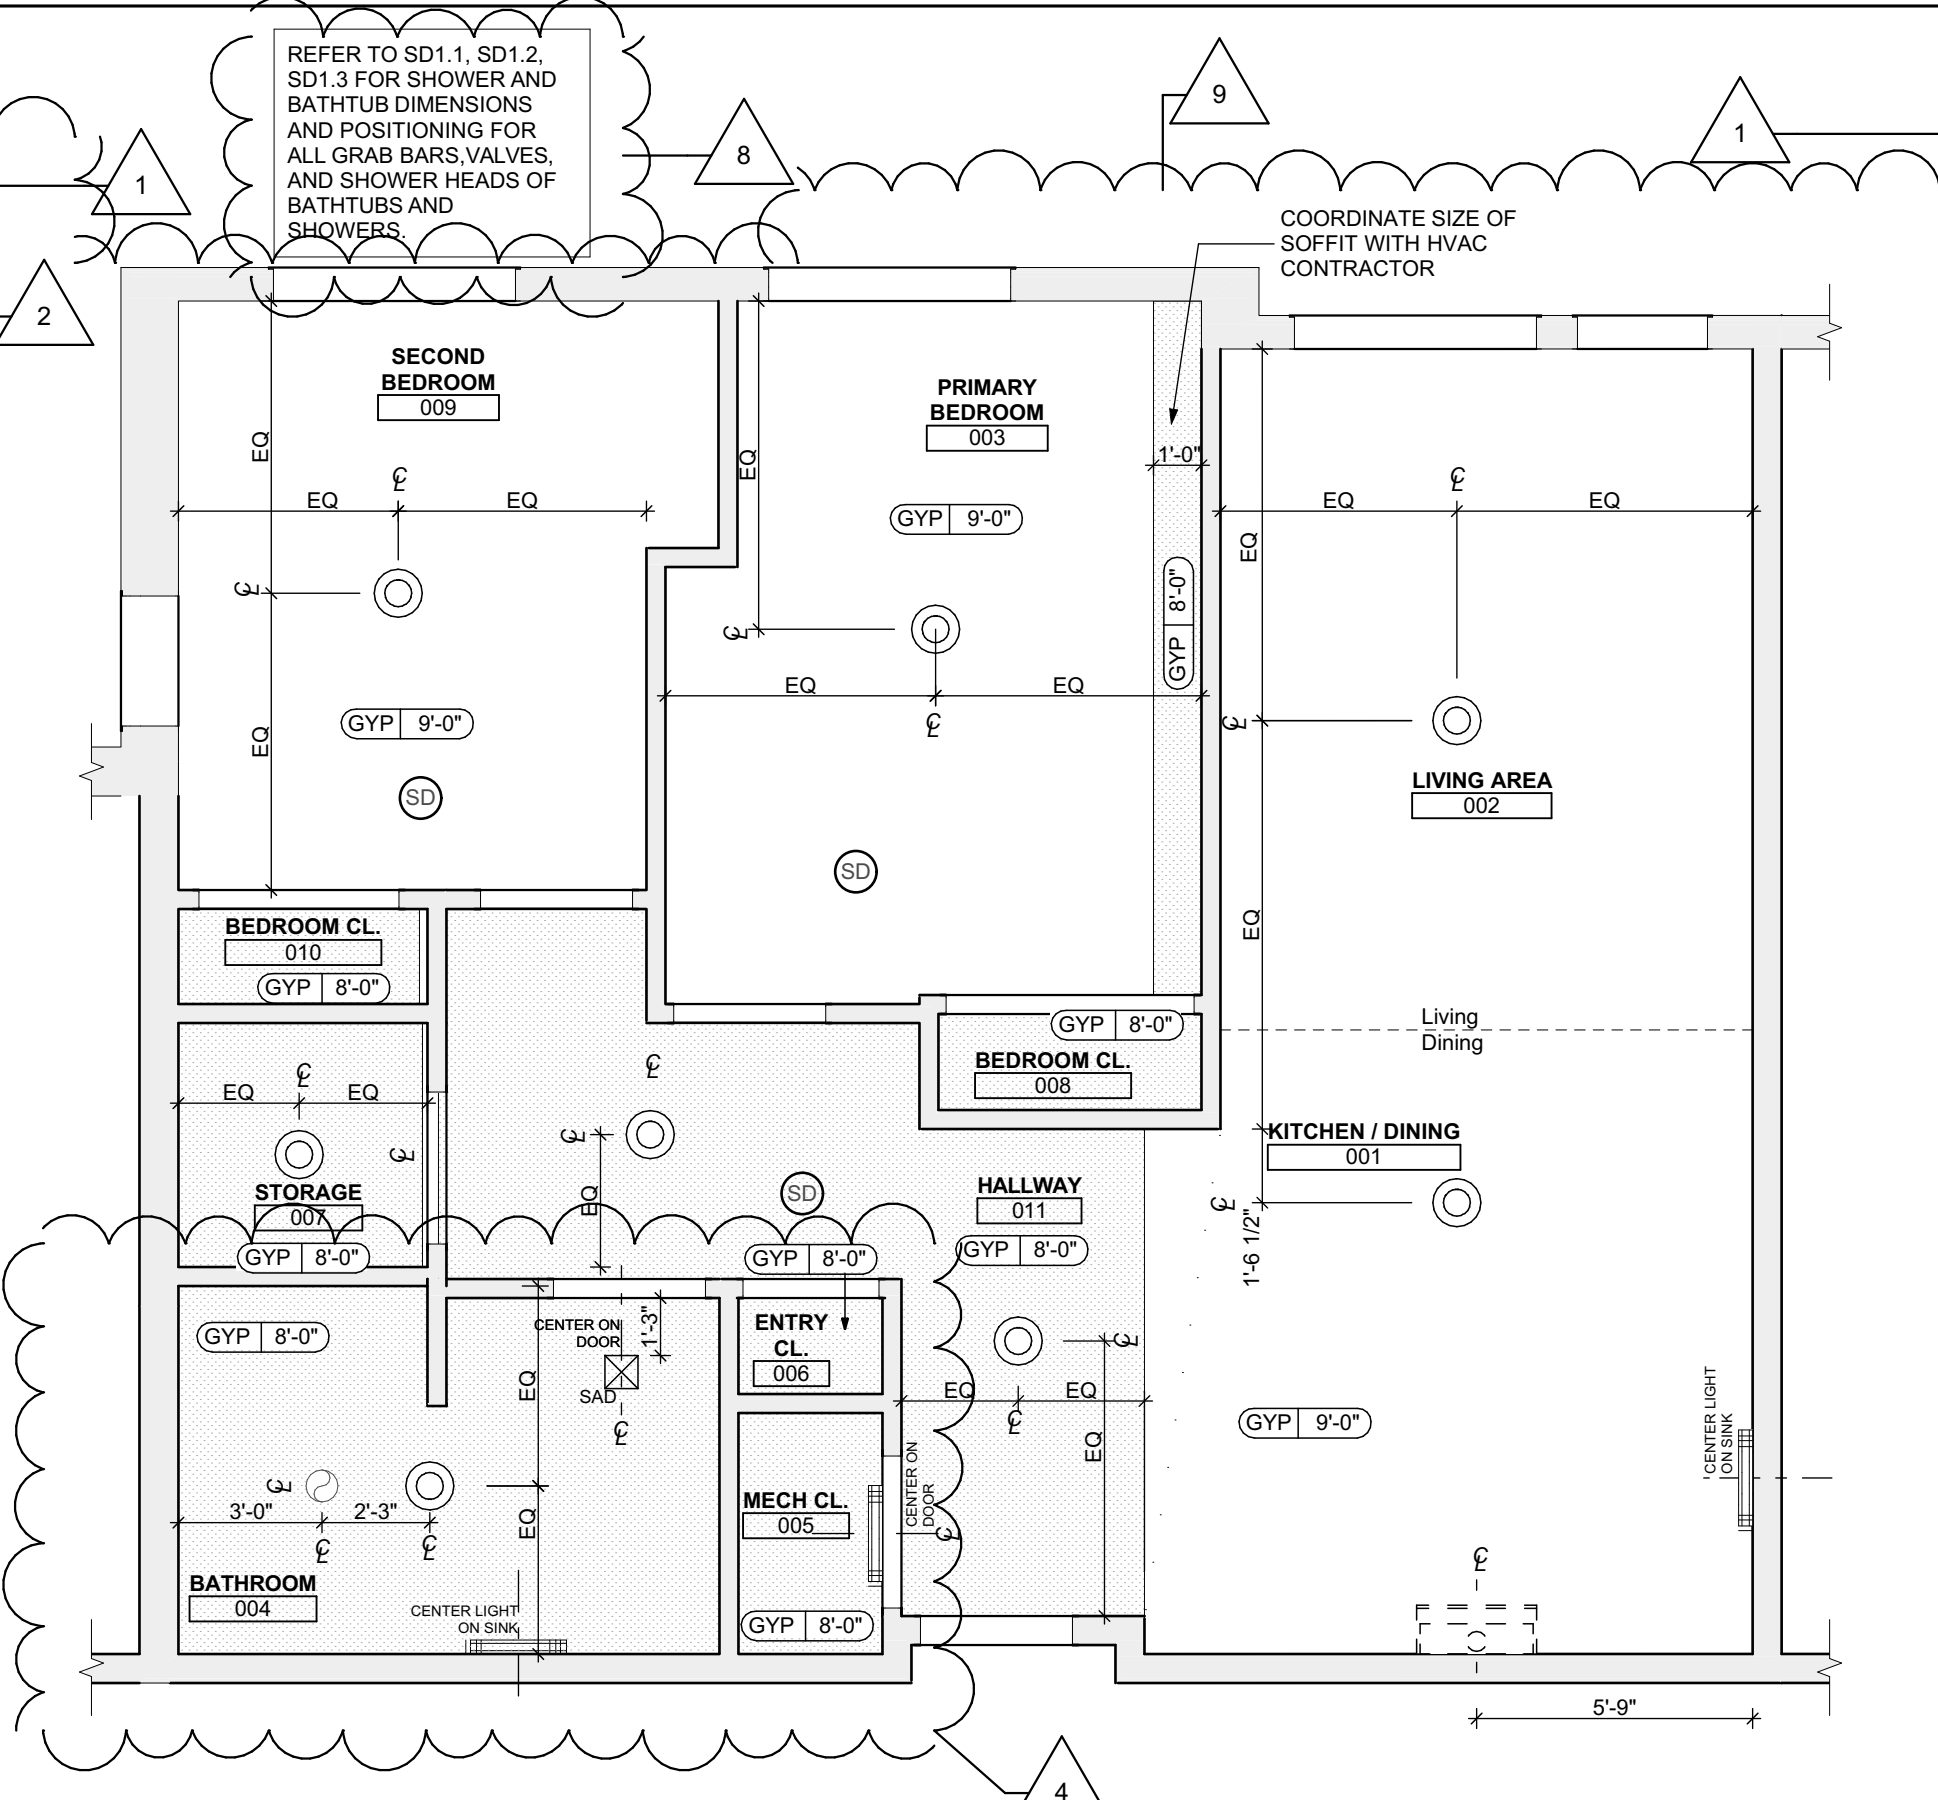 REFER TO SD1.1, SD1.2,
SD1.3 FOR SHOWER AND
BATHTUB DIMENSIONS
AND POSITIONING FOR
ALL GRAB BARS,VALVES,
AND SHOWER HEADS OF
BATHTUBS AND
SHOWERS.
1
8
9
1
2
COORDINATE SIZE OF
SOFFIT WITH HVAC
CONTRACTOR
SECOND
BEDROOM
009
EQ
EQ
EQ
EQ
℄
℄
GYP 9'-0"
SD
PRIMARY
BEDROOM
003
EQ
GYP 9'-0"
1'-0"
GYP 8'-0"
℄
EQ
EQ
℄
SD
EQ
EQ
℄
EQ
℄
LIVING AREA
002
EQ
Living
Dining
BEDROOM CL.
010
GYP 8'-0"
GYP 8'-0"
BEDROOM CL.
008
℄
EQ
EQ
℄
STORAGE
007
GYP 8'-0"
℄
℄
EQ
SD
HALLWAY
011
GYP 8'-0"
KITCHEN / DINING
001
℄
1'-6 1/2"
GYP 8'-0"
ENTRY
CL.
006
GYP 8'-0"
CENTER ON
DOOR
1'-3"
SAD
℄
EQ
EQ
℄
3'-0"
2'-3"
℄
℄
BATHROOM
004
CENTER LIGHT
ON SINK
MECH CL.
005
CENTER ON
DOOR
℄
GYP 8'-0"
℄
EQ
EQ
℄
EQ
GYP 9'-0"
CENTER LIGHT
ON SINK
℄
5'-9"
4